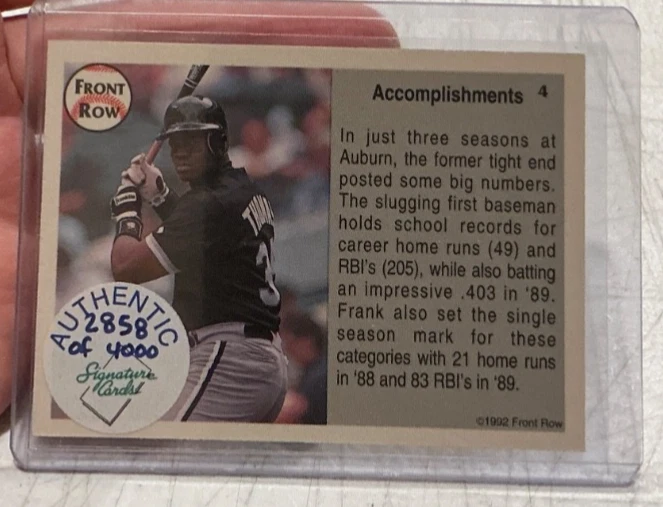 FRONT
ROW
Accomplishments 4
In just three seasons at
Auburn, the former tight end
posted some big numbers.
The slugging first baseman
holds school records for
career home runs (49) and
RBI's (205), while also batting
an impressive .403 in '89.
Frank also set the single
season mark for these
categories with 21 home runs
in '88 and 83 RBI's in '89.
©1992 Front Row
AUTHENTIC
2858
of 4000
Signature
Cards!